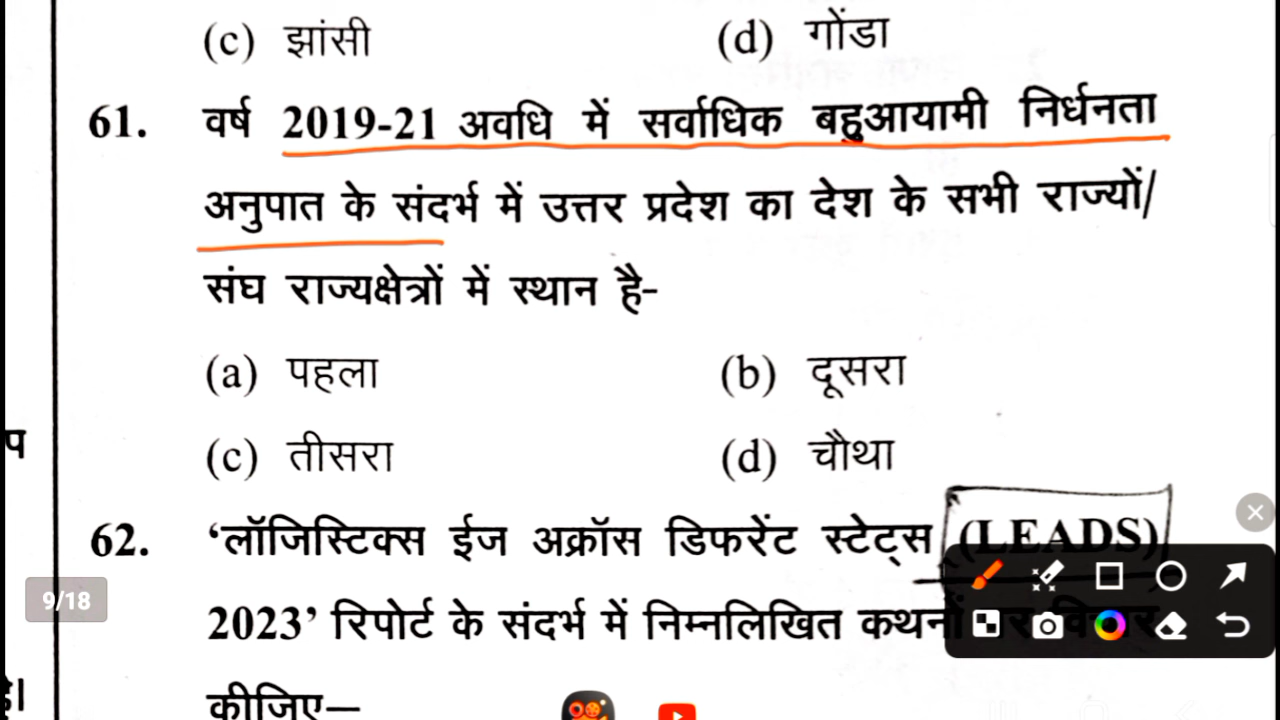 (c) झांसी (d) गोंडा
61. वर्ष 2019-21 अवधि में सर्वाधिक बहुआयामी निर्धनता
अनुपात के संदर्भ में उत्तर प्रदेश का देश के सभी राज्यों/
संघ राज्यक्षेत्रों में स्थान है-
(a) पहला (b) दूसरा
(c) तीसरा (d) चौथा
62. ‘लॉजिस्टिक्स ईज अक्रॉस डिफरेंट स्टेट्स (LEADS)
9/18
2023’ रिपोर्ट के संदर्भ में निम्नलिखित कथनों
कीजिए—